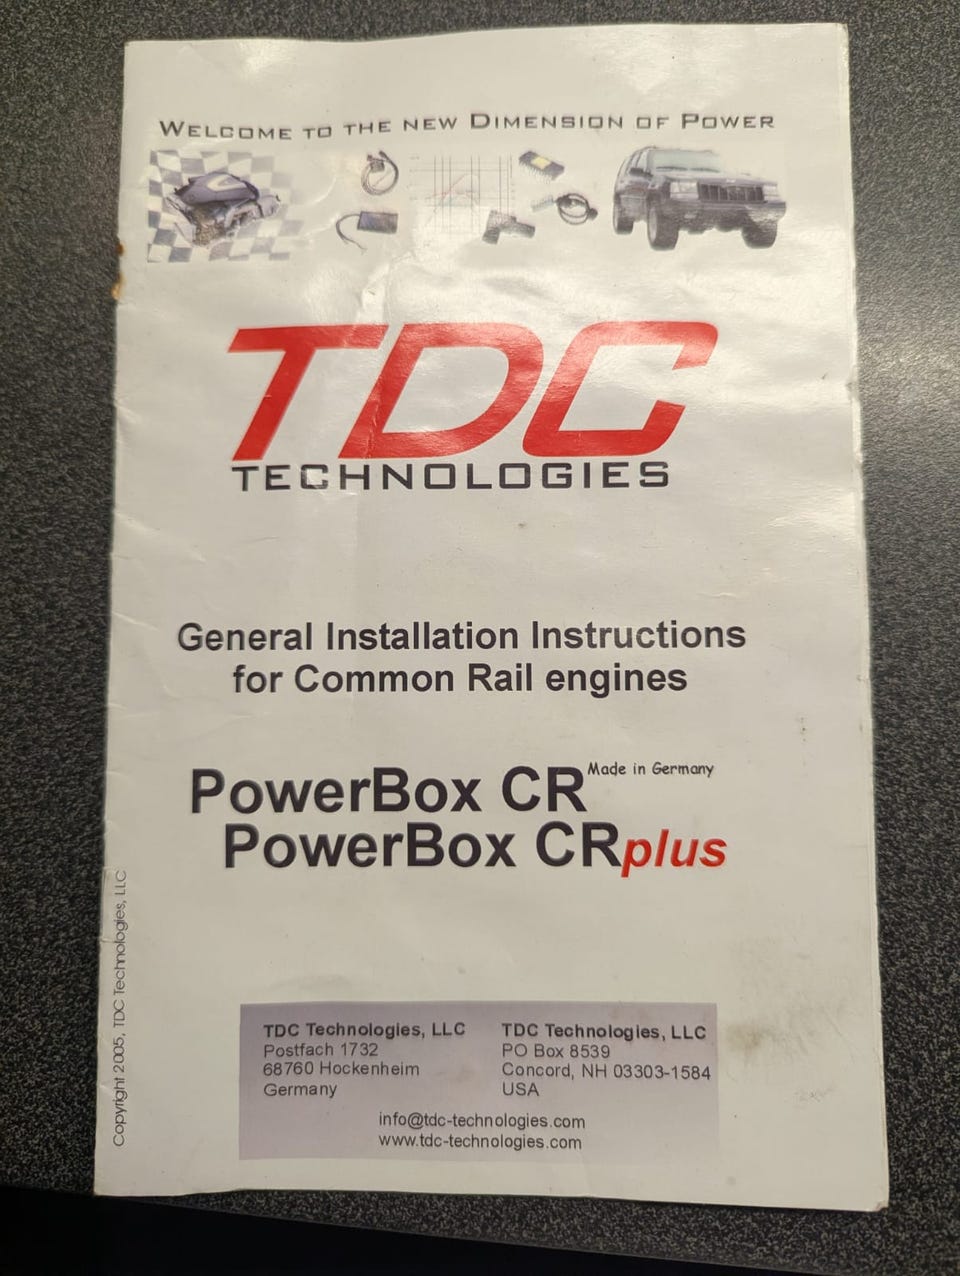 WELCOME TO THE NEW DIMENSION OF POWER
TDC
TECHNOLOGIES
General Installation Instructions
for Common Rail engines
PowerBox CR Made in Germany
PowerBox CRplus
Copyright 2005, TDC Technologies, LLC
TDC Technologies, LLC
Postfach 1732
68760 Hockenheim
Germany
TDC Technologies, LLC
PO Box 8539
Concord, NH 03303-1584
USA
info@tdc-technologies.com
www.tdc-technologies.com